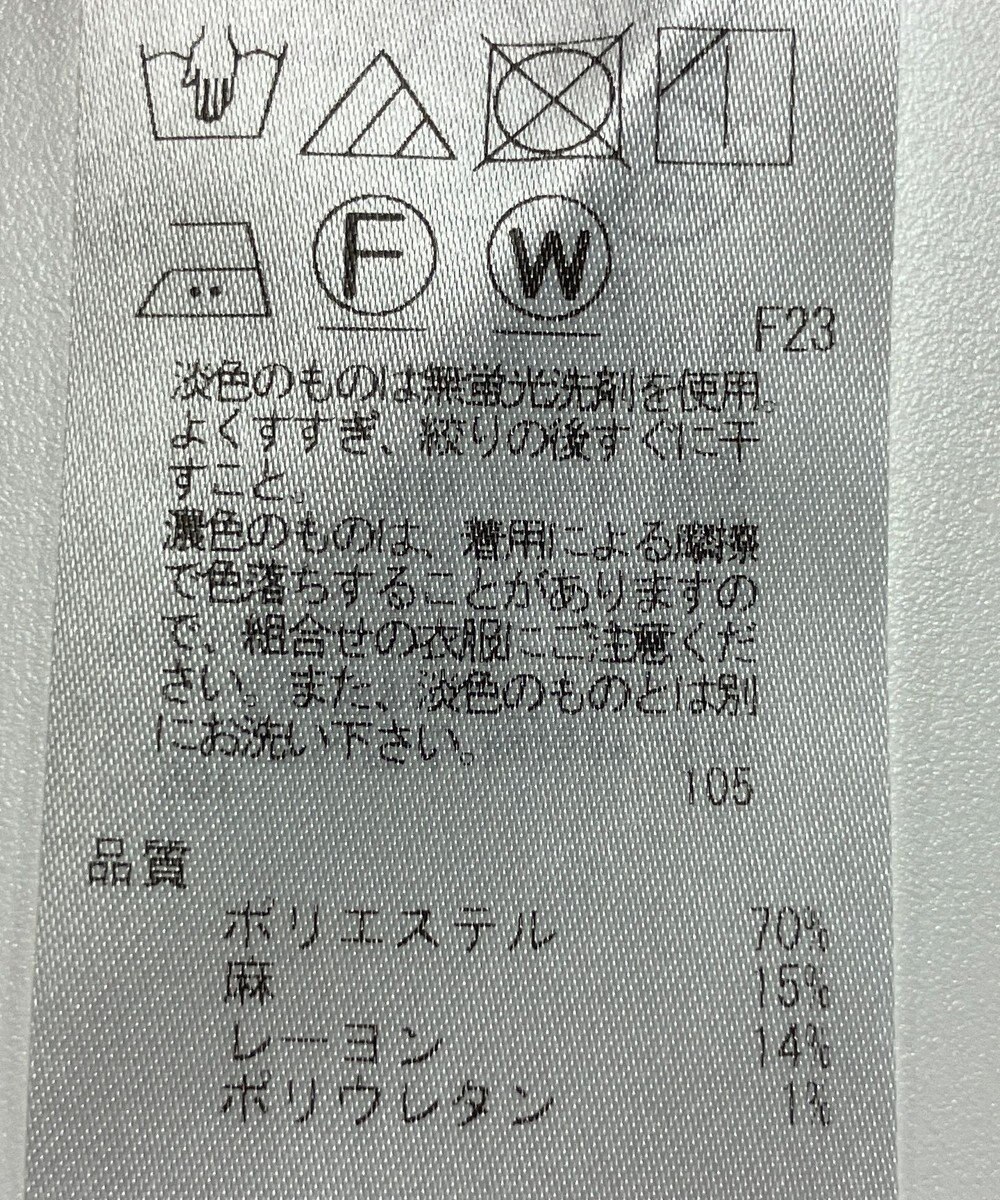 F
W
F23
淡色のものは無蛍光洗剤を使用。
よくすすぎ、絞りの後すぐに干
すこと。
濃色のものは、着用による摩擦
で色落ちすることがありますの
で、組合せの衣服にご注意くだ
さい。また、淡色のものとは別
にお洗い下さい。
105
品質
ポリエステル 70%
麻 15%
レーヨン 14%
ポリウレタン 1%